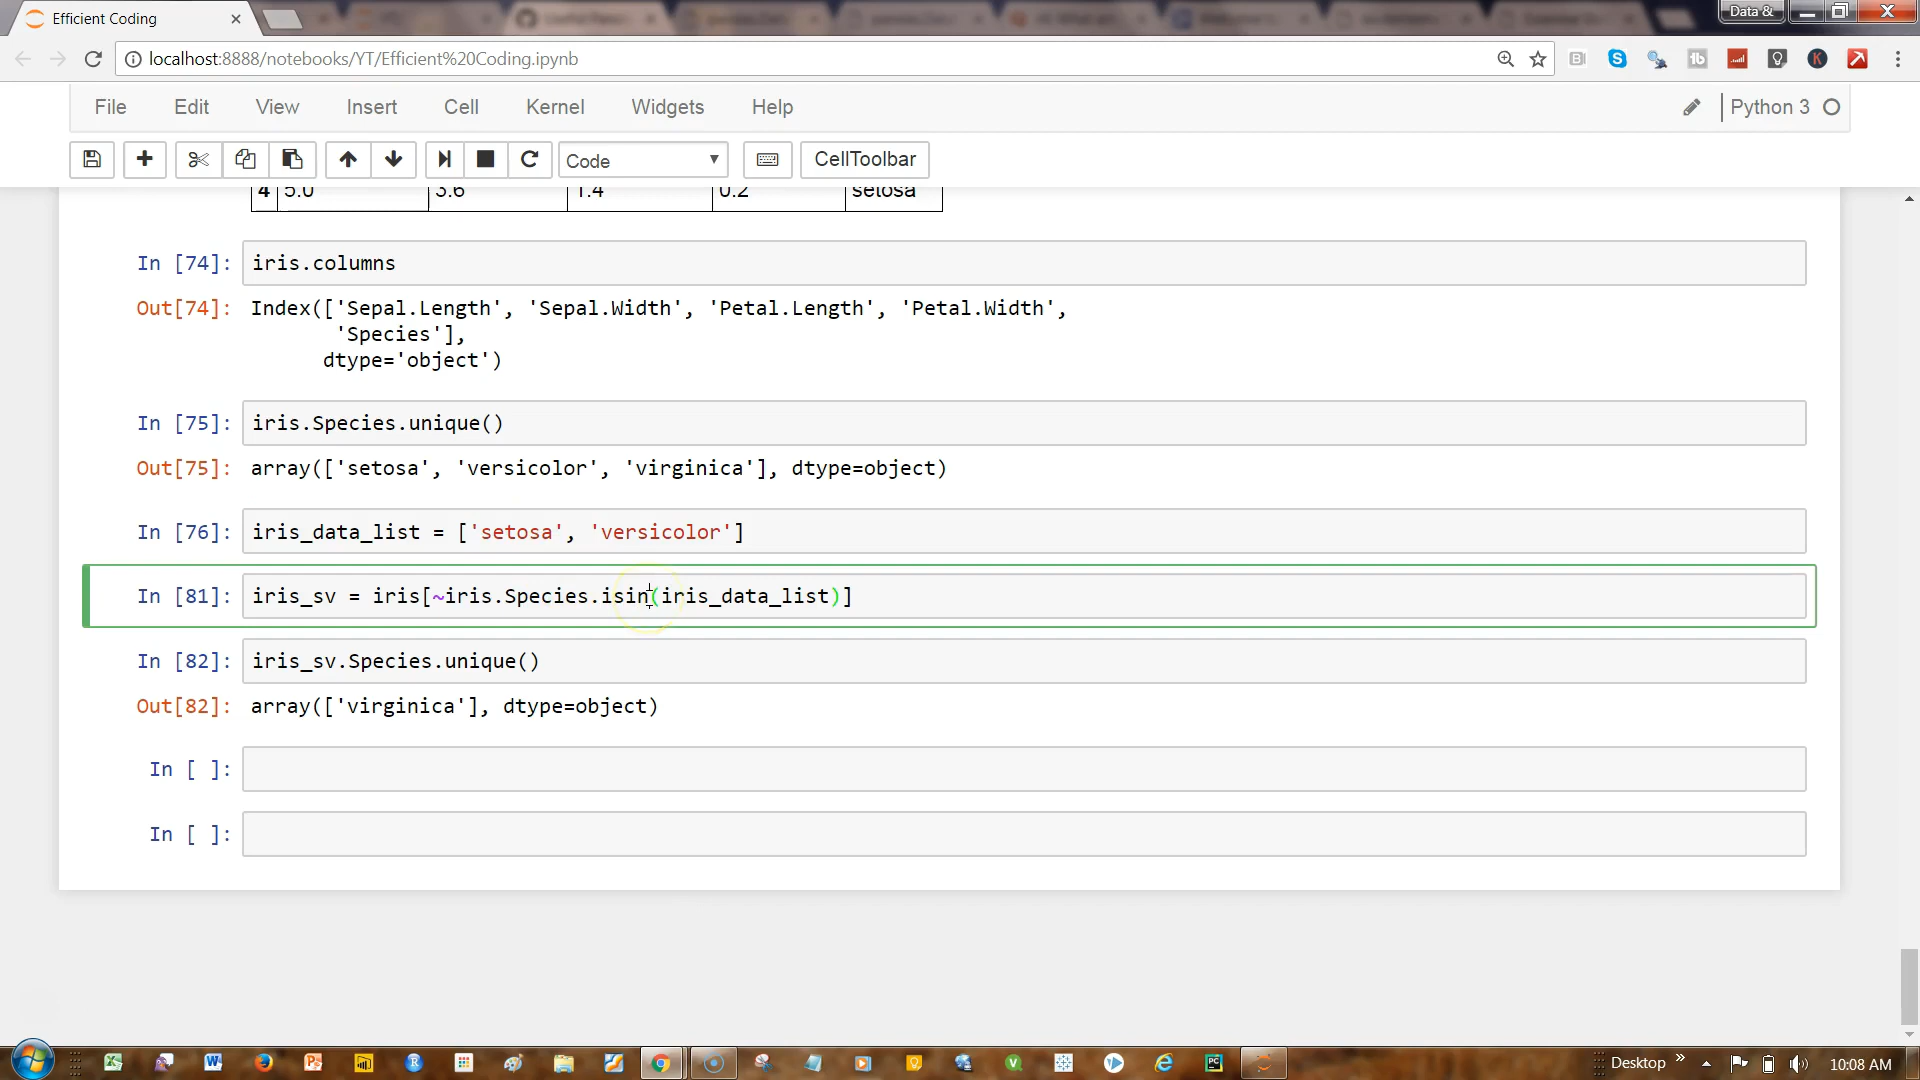 Efficient Coding
Data &
localhost:8888/notebooks/YT/Efficient%20Coding.ipynb
File Edit View Insert Cell Kernel Widgets Help
Python 3
Code
CellToolbar
4 5.0 3.6 1.4 0.2 setosa
In [74]: iris.columns
Out[74]: Index(['Sepal.Length', 'Sepal.Width', 'Petal.Length', 'Petal.Width',
'Species'],
dtype='object')
In [75]: iris.Species.unique()
Out[75]: array(['setosa', 'versicolor', 'virginica'], dtype=object)
In [76]: iris_data_list = ['setosa', 'versicolor']
In [81]: iris_sv = iris[~iris.Species.isin(iris_data_list)]
In [82]: iris_sv.Species.unique()
Out[82]: array(['virginica'], dtype=object)
In [ ]:
In [ ]:
Desktop
10:08 AM